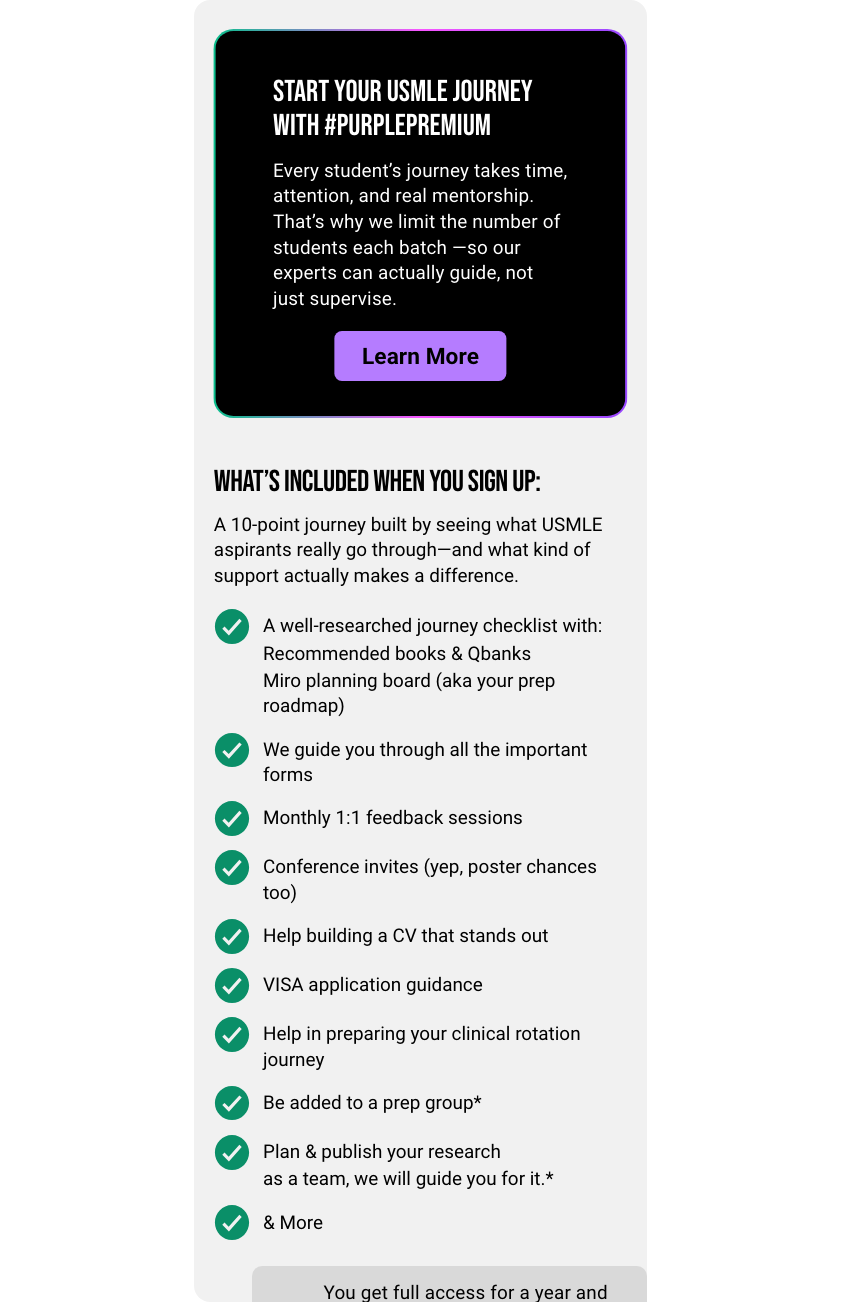 START YOUR USMLE JOURNEY
WITH #PURPLEPREMIUM
Every student’s journey takes time,
attention, and real mentorship.
That’s why we limit the number of
students each batch —so our
experts can actually guide, not
just supervise.
Learn More
WHAT’S INCLUDED WHEN YOU SIGN UP:
A 10-point journey built by seeing what USMLE
aspirants really go through—and what kind of
support actually makes a difference.
A well-researched journey checklist with:
Recommended books & Qbanks
Miro planning board (aka your prep
roadmap)
We guide you through all the important
forms
Monthly 1:1 feedback sessions
Conference invites (yep, poster chances
too)
Help building a CV that stands out
VISA application guidance
Help in preparing your clinical rotation
journey
Be added to a prep group*
Plan & publish your research
as a team, we will guide you for it.*
& More
You get full access for a year and